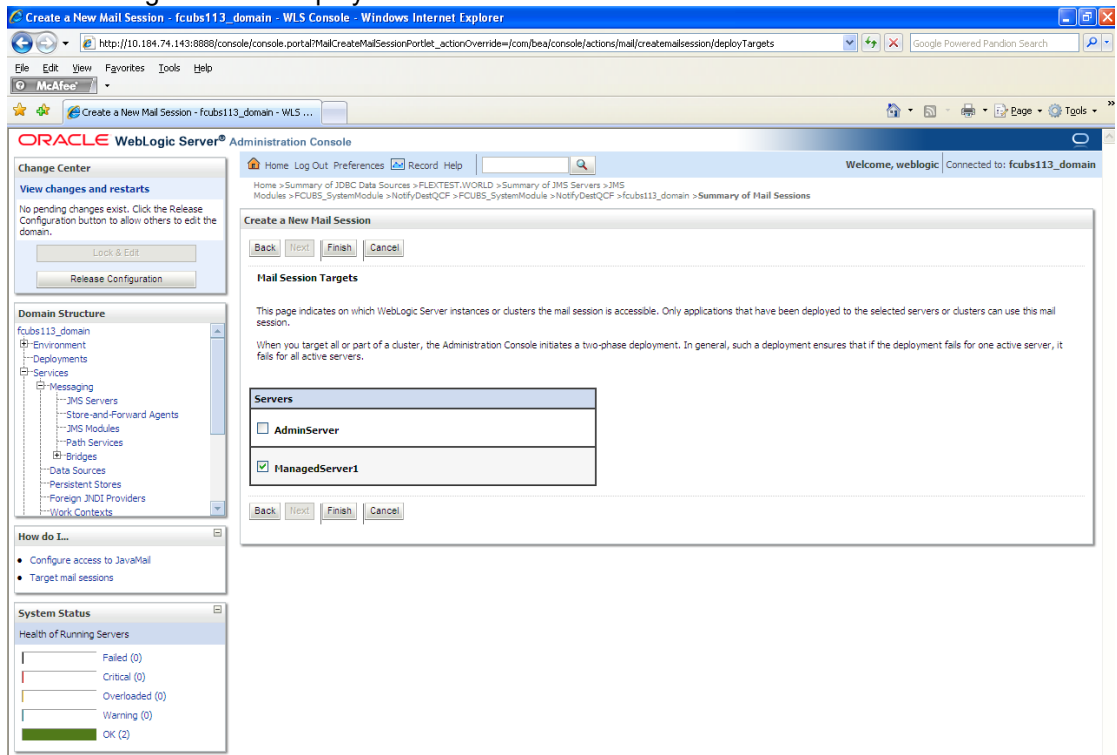 Create a New Mail Session - fcubs113_domain - WLS Console - Windows Internet Explorer
http://10.184.74.143:8888/console/console.portal?MailCreateMailSessionPortlet_actionOverride=/com/bea/console/actions/mail/createmailsession/deployTargets
Google Powered Pandion Search
File Edit View Favorites Tools Help
McAfee
Create a New Mail Session - fcubs113_domain - WLS ...
Page Tools
ORACLE WebLogic Server® Administration Console
Change Center
View changes and restarts
No pending changes exist. Click the Release
Configuration button to allow others to edit the
domain.
Lock & Edit
Release Configuration
Domain Structure
fcubs113_domain
Environment
Deployments
Services
Messaging
JMS Servers
Store-and-Forward Agents
JMS Modules
Path Services
Bridges
Data Sources
Persistent Stores
Foreign JNDI Providers
Work Contexts
How do I...
Configure access to JavaMail
Target mail sessions
System Status
Health of Running Servers
Failed (0)
Critical (0)
Overloaded (0)
Warning (0)
OK (2)
Home Log Out Preferences Record Help
Welcome, weblogic Connected to: fcubs113_domain
Home >Summary of JDBC Data Sources >FLEXTEST.WORLD >Summary of JMS Servers >JMS
Modules >FCUBS_SystemModule >NotifyDestQCF >FCUBS_SystemModule >NotifyDestQCF >fcubs113_domain >Summary of Mail Sessions
Create a New Mail Session
Back Next Finish Cancel
Mail Session Targets
This page indicates on which WebLogic Server instances or clusters the mail session is accessible. Only applications that have been deployed to the selected servers or clusters can use this mail
session.
When you target all or part of a cluster, the Administration Console initiates a two-phase deployment. In general, such a deployment ensures that if the deployment fails for one active server, it
fails for all active servers.
Servers
AdminServer
ManagedServer1
Back Next Finish Cancel